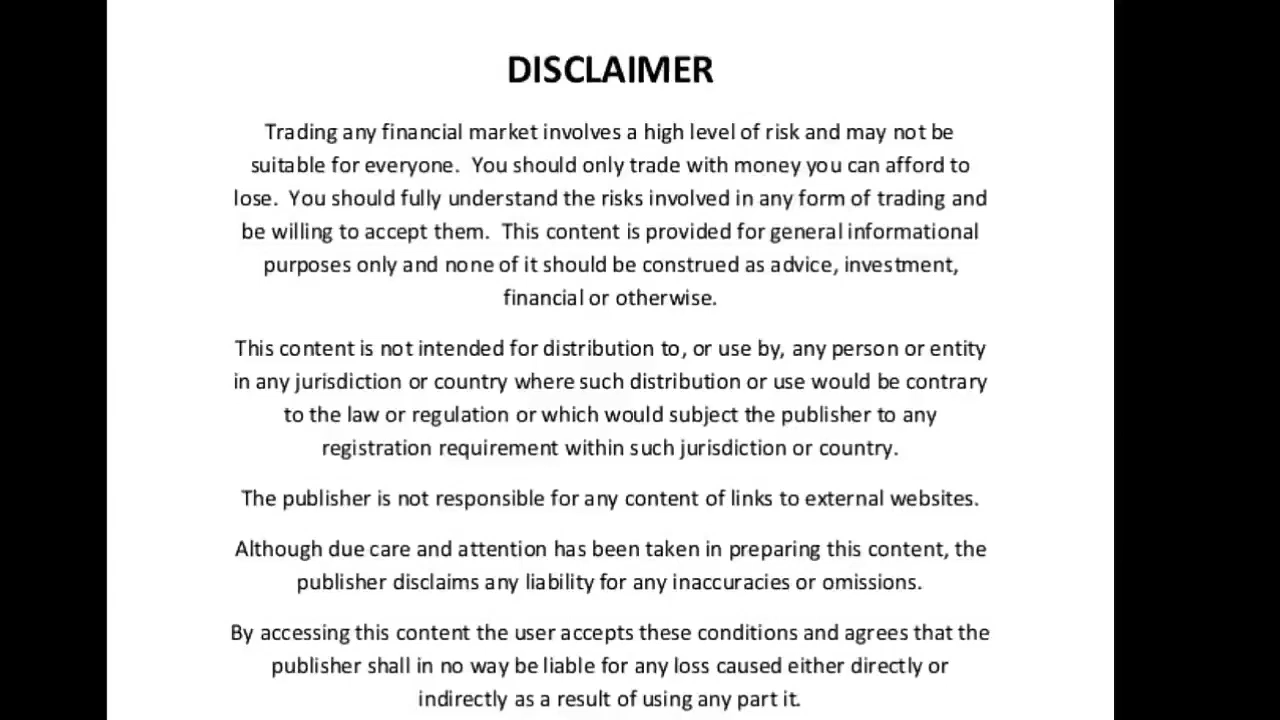 DISCLAIMER
Trading any financial market involves a high level of risk and may not be
suitable for everyone. You should only trade with money you can afford to
lose. You should fully understand the risks involved in any form of trading and
be willing to accept them. This content is provided for general informational
purposes only and none of it should be construed as advice, investment,
financial or otherwise.
This content is not intended for distribution to, or use by, any person or entity
in any jurisdiction or country where such distribution or use would be contrary
to the law or regulation or which would subject the publisher to any
registration requirement within such jurisdiction or country.
The publisher is not responsible for any content of links to external websites.
Although due care and attention has been taken in preparing this content, the
publisher disclaims any liability for any inaccuracies or omissions.
By accessing this content the user accepts these conditions and agrees that the
publisher shall in no way be liable for any loss caused either directly or
indirectly as a result of using any part it.